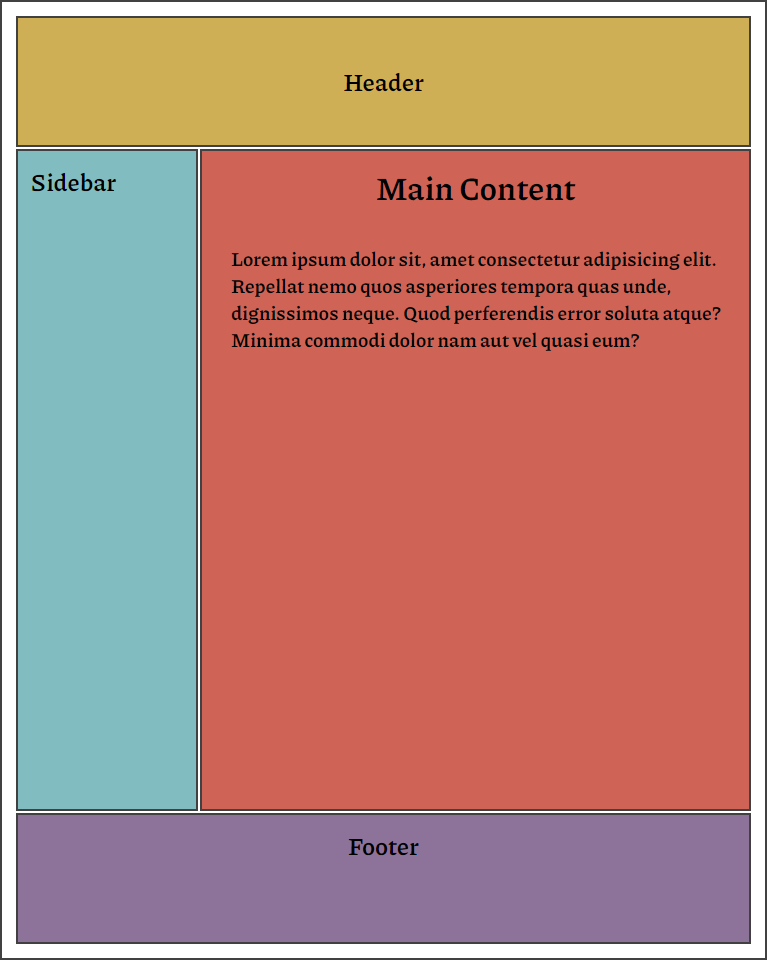 Header
Sidebar
Main Content
Lorem ipsum dolor sit, amet consectetur adipisicing elit.
Repellat nemo quos asperiores tempora quas unde,
dignissimos neque. Quod perferendis error soluta atque?
Minima commodi dolor nam aut vel quasi eum?
Footer